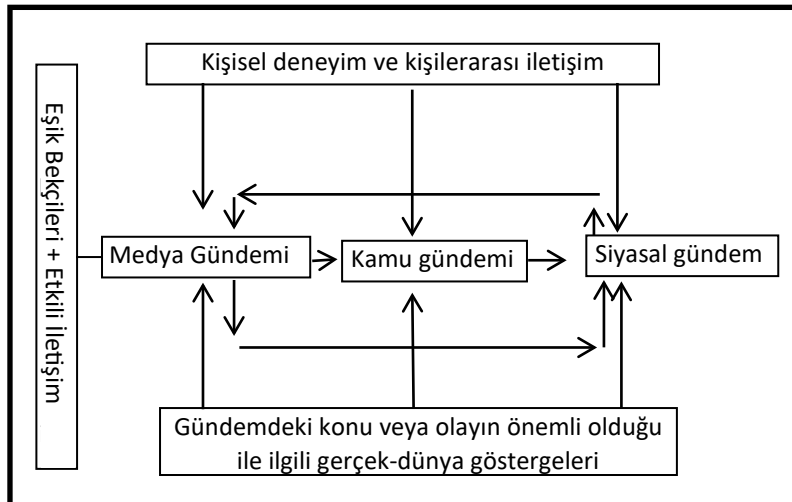 Kişisel deneyim ve kişilerarası iletişim
Eşik Bekçileri + Etkili İletişim
Medya Gündemi
Kamu gündemi
Siyasal gündem
Gündemdeki konu veya olayın önemli olduğu
ile ilgili gerçek-dünya göstergeleri